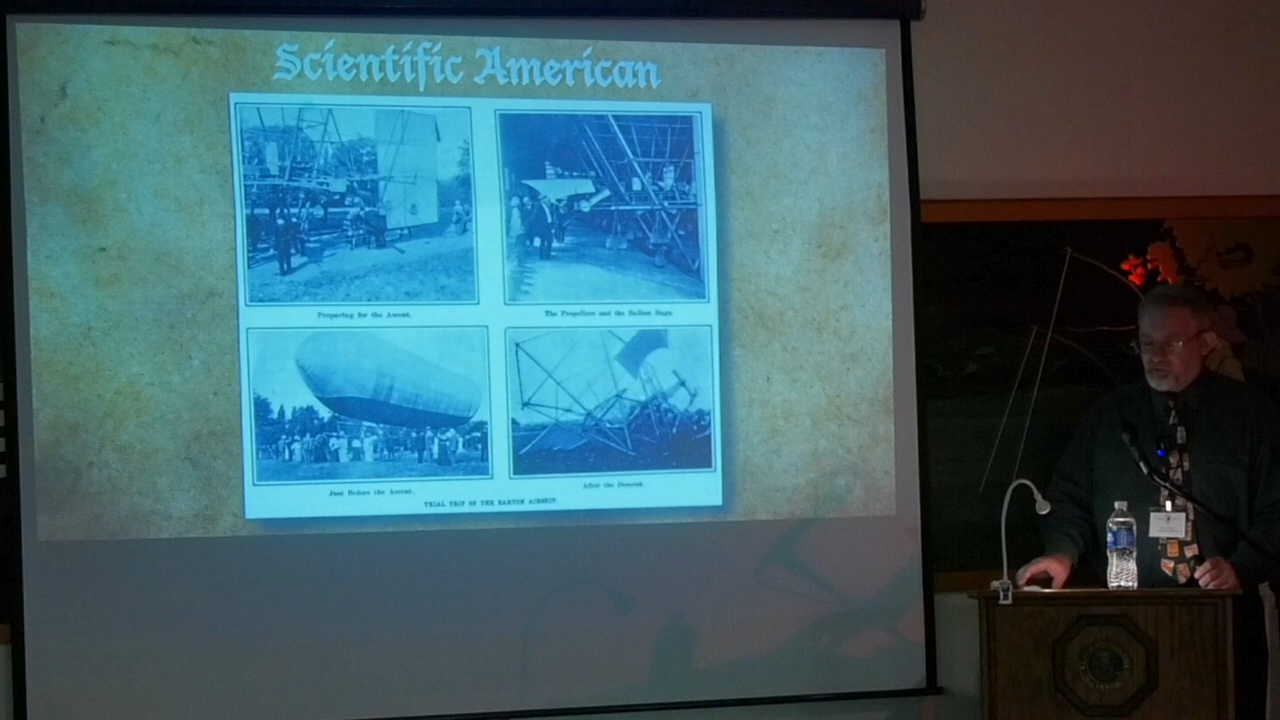 Scientific American
Preparing for the Ascent.
The Propellers and the Ballast Bags.
Just Before the Ascent.
After the Descent.
TRIAL TRIP OF THE BARTON AIRSHIP.